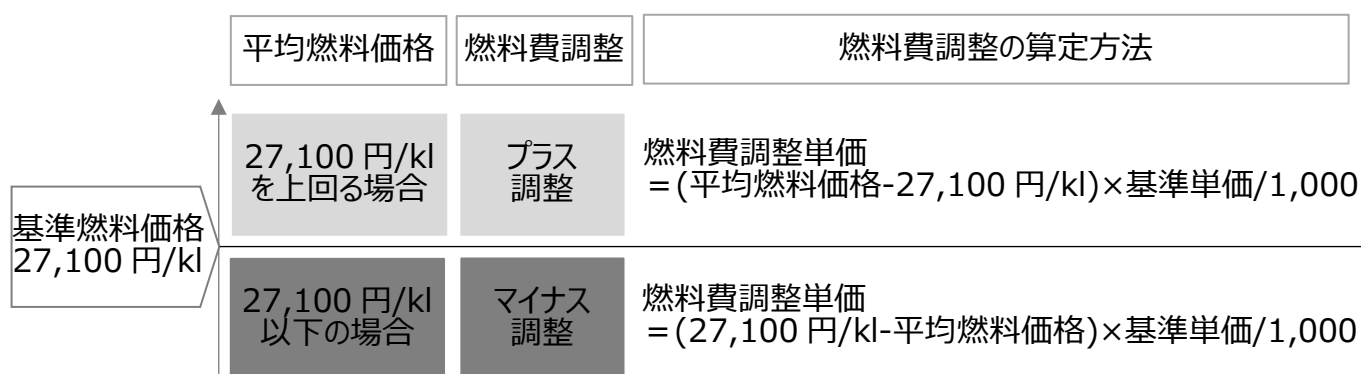 平均燃料価格
燃料費調整
燃料費調整の算定方法
基準燃料価格
27,100 円/kl
27,100 円/kl
を上回る場合
プラス
調整
燃料費調整単価
=(平均燃料価格-27,100 円/kl)×基準単価/1,000
27,100 円/kl
以下の場合
マイナス
調整
燃料費調整単価
=(27,100 円/kl-平均燃料価格)×基準単価/1,000